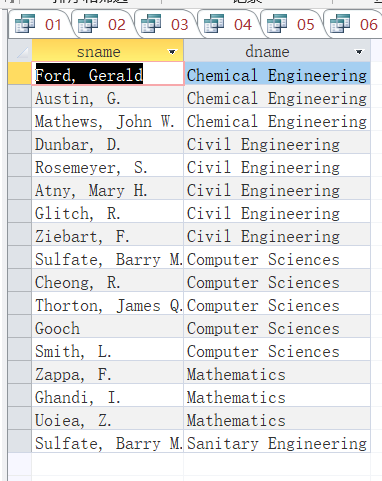 01 02 03 04 05 06
sname dname
Ford, Gerald Chemical Engineering
Austin, G. Chemical Engineering
Mathews, John W. Chemical Engineering
Dunbar, D. Civil Engineering
Rosemeyer, S. Civil Engineering
Atny, Mary H. Civil Engineering
Glitch, R. Civil Engineering
Ziebart, F. Civil Engineering
Sulfate, Barry M. Computer Sciences
Cheong, R. Computer Sciences
Thorton, James Q. Computer Sciences
Gooch Computer Sciences
Smith, L. Computer Sciences
Zappa, F. Mathematics
Ghandi, I. Mathematics
Uoiea, Z. Mathematics
Sulfate, Barry M. Sanitary Engineering